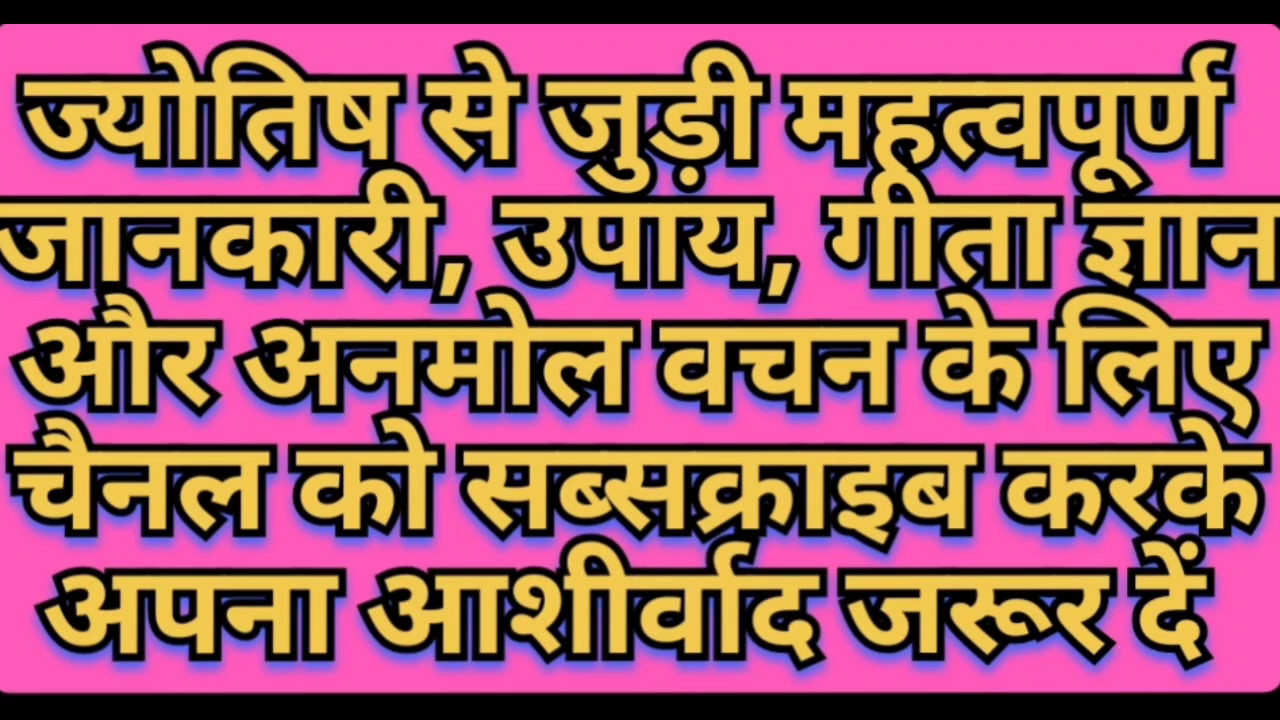 ज्योतिष से जुड़ी महत्वपूर्ण
जानकारी, उपाय, गीता ज्ञान
और अनमोल वचन के लिए
चैनल को सब्सक्राइब करके
अपना आशीर्वाद जरूर दें